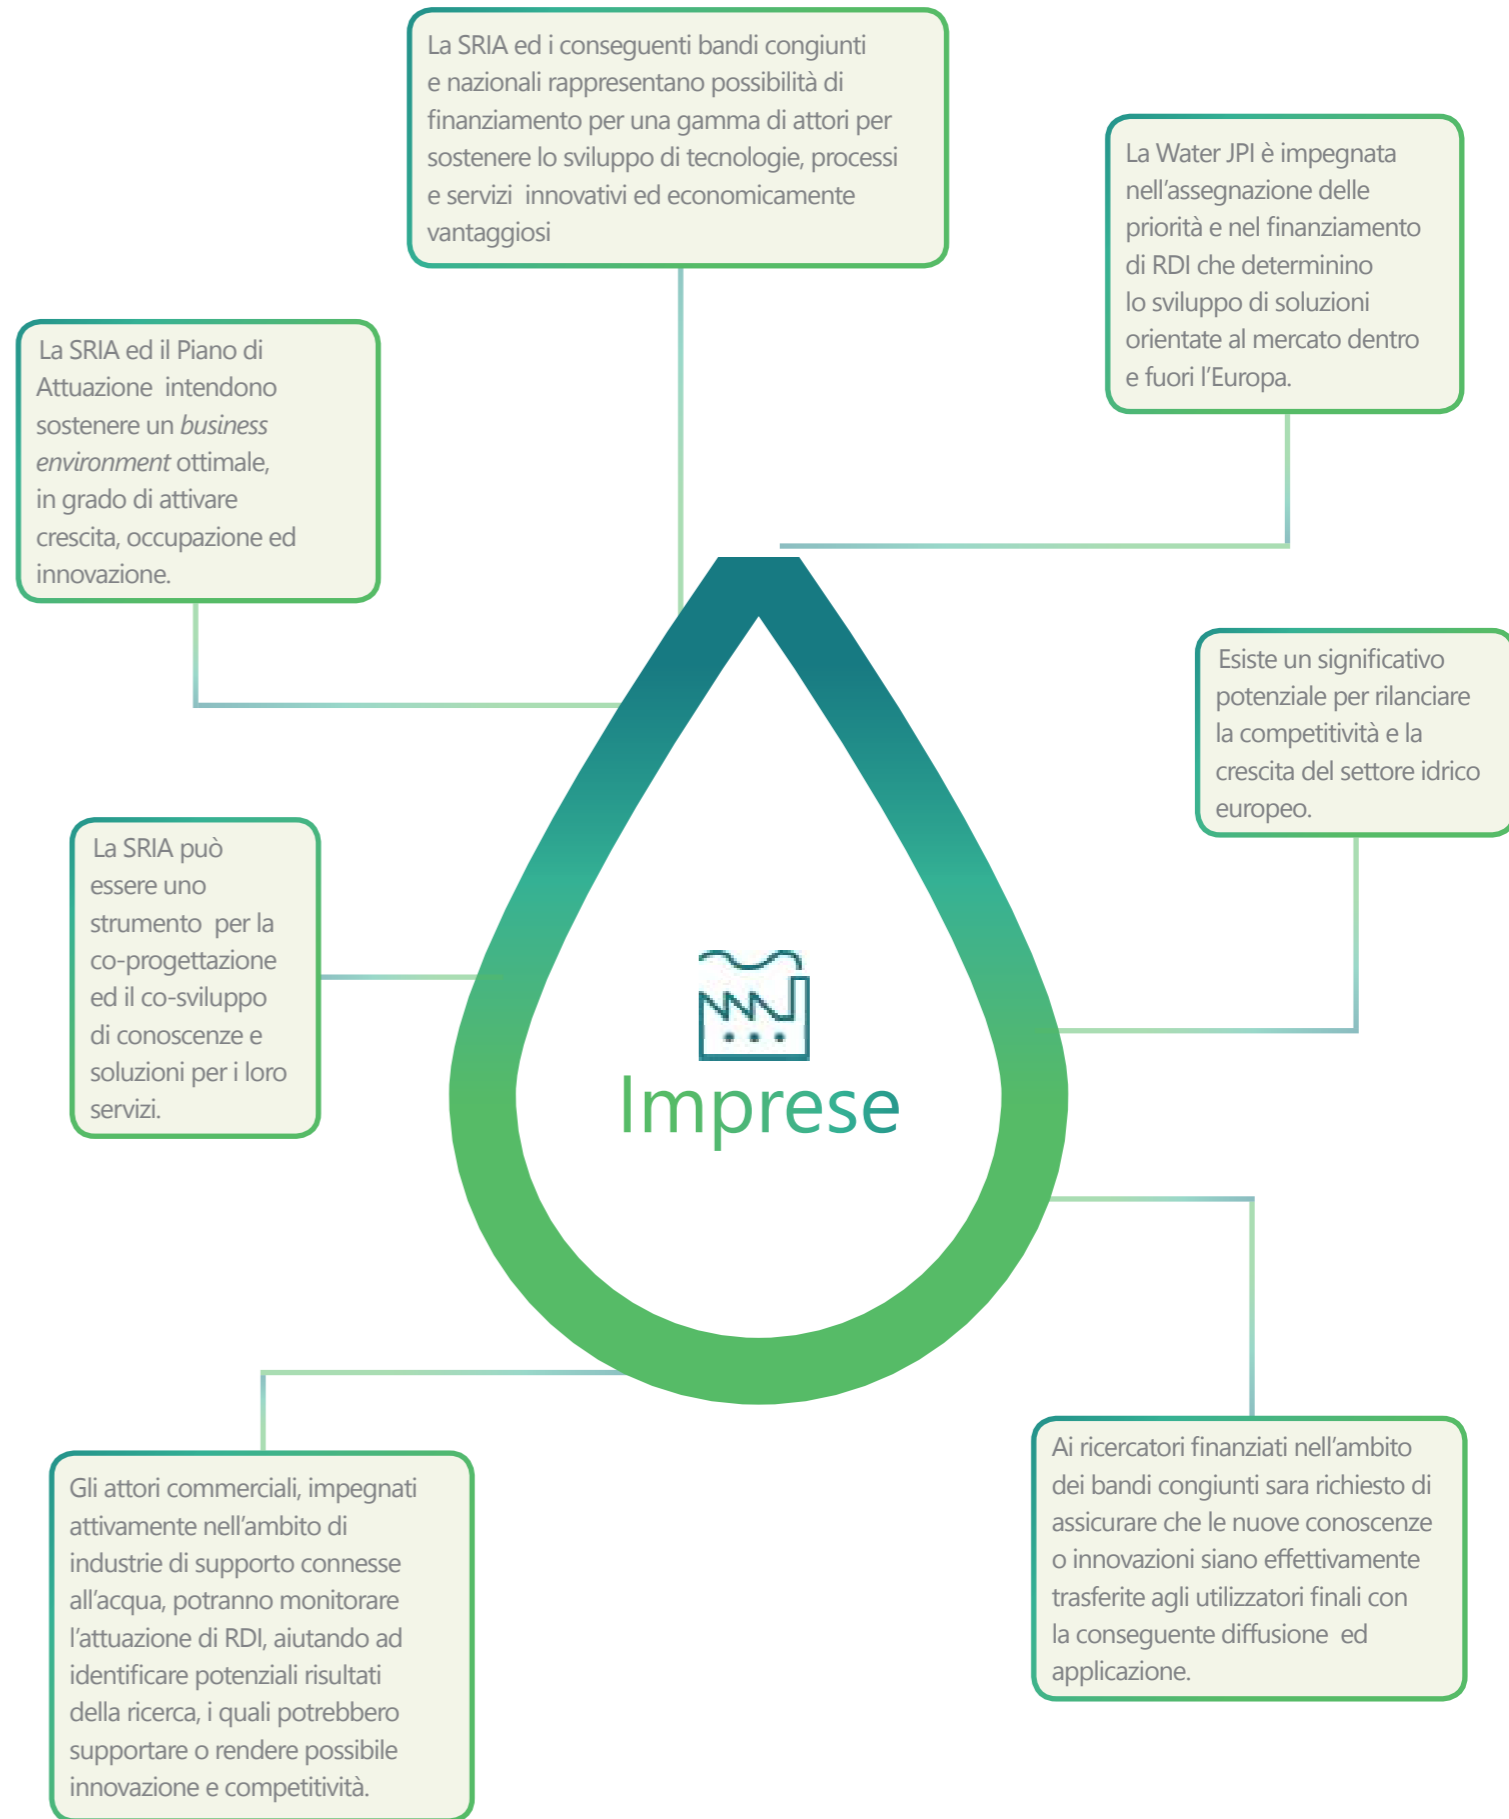 La SRIA ed i conseguenti bandi congiunti
e nazionali rappresentano possibilità di
finanziamento per una gamma di attori per
sostenere lo sviluppo di tecnologie, processi
e servizi  innovativi ed economicamente
vantaggiosi
La Water JPI è impegnata
nell'assegnazione delle
priorità e nel finanziamento
di RDI che determinino
lo sviluppo di soluzioni
orientate al mercato dentro
e fuori l'Europa.
La SRIA ed il Piano di
Attuazione  intendono
sostenere un business
environment ottimale,
in grado di attivare
crescita, occupazione ed
innovazione.
Esiste un significativo
potenziale per rilanciare
la competitività e la
crescita del settore idrico
europeo.
La SRIA può
essere uno
strumento  per la
co-progettazione
ed il co-sviluppo
di conoscenze e
soluzioni per i loro
servizi.
Imprese
Gli attori commerciali, impegnati
attivamente nell'ambito di
industrie di supporto connesse
all'acqua, potranno monitorare
l'attuazione di RDI, aiutando ad
identificare potenziali risultati
della ricerca, i quali potrebbero
supportare o rendere possibile
innovazione e competitività.
Ai ricercatori finanziati nell'ambito
dei bandi congiunti sara richiesto di
assicurare che le nuove conoscenze
o innovazioni siano effettivamente
trasferite agli utilizzatori finali con
la conseguente diffusione  ed
applicazione.